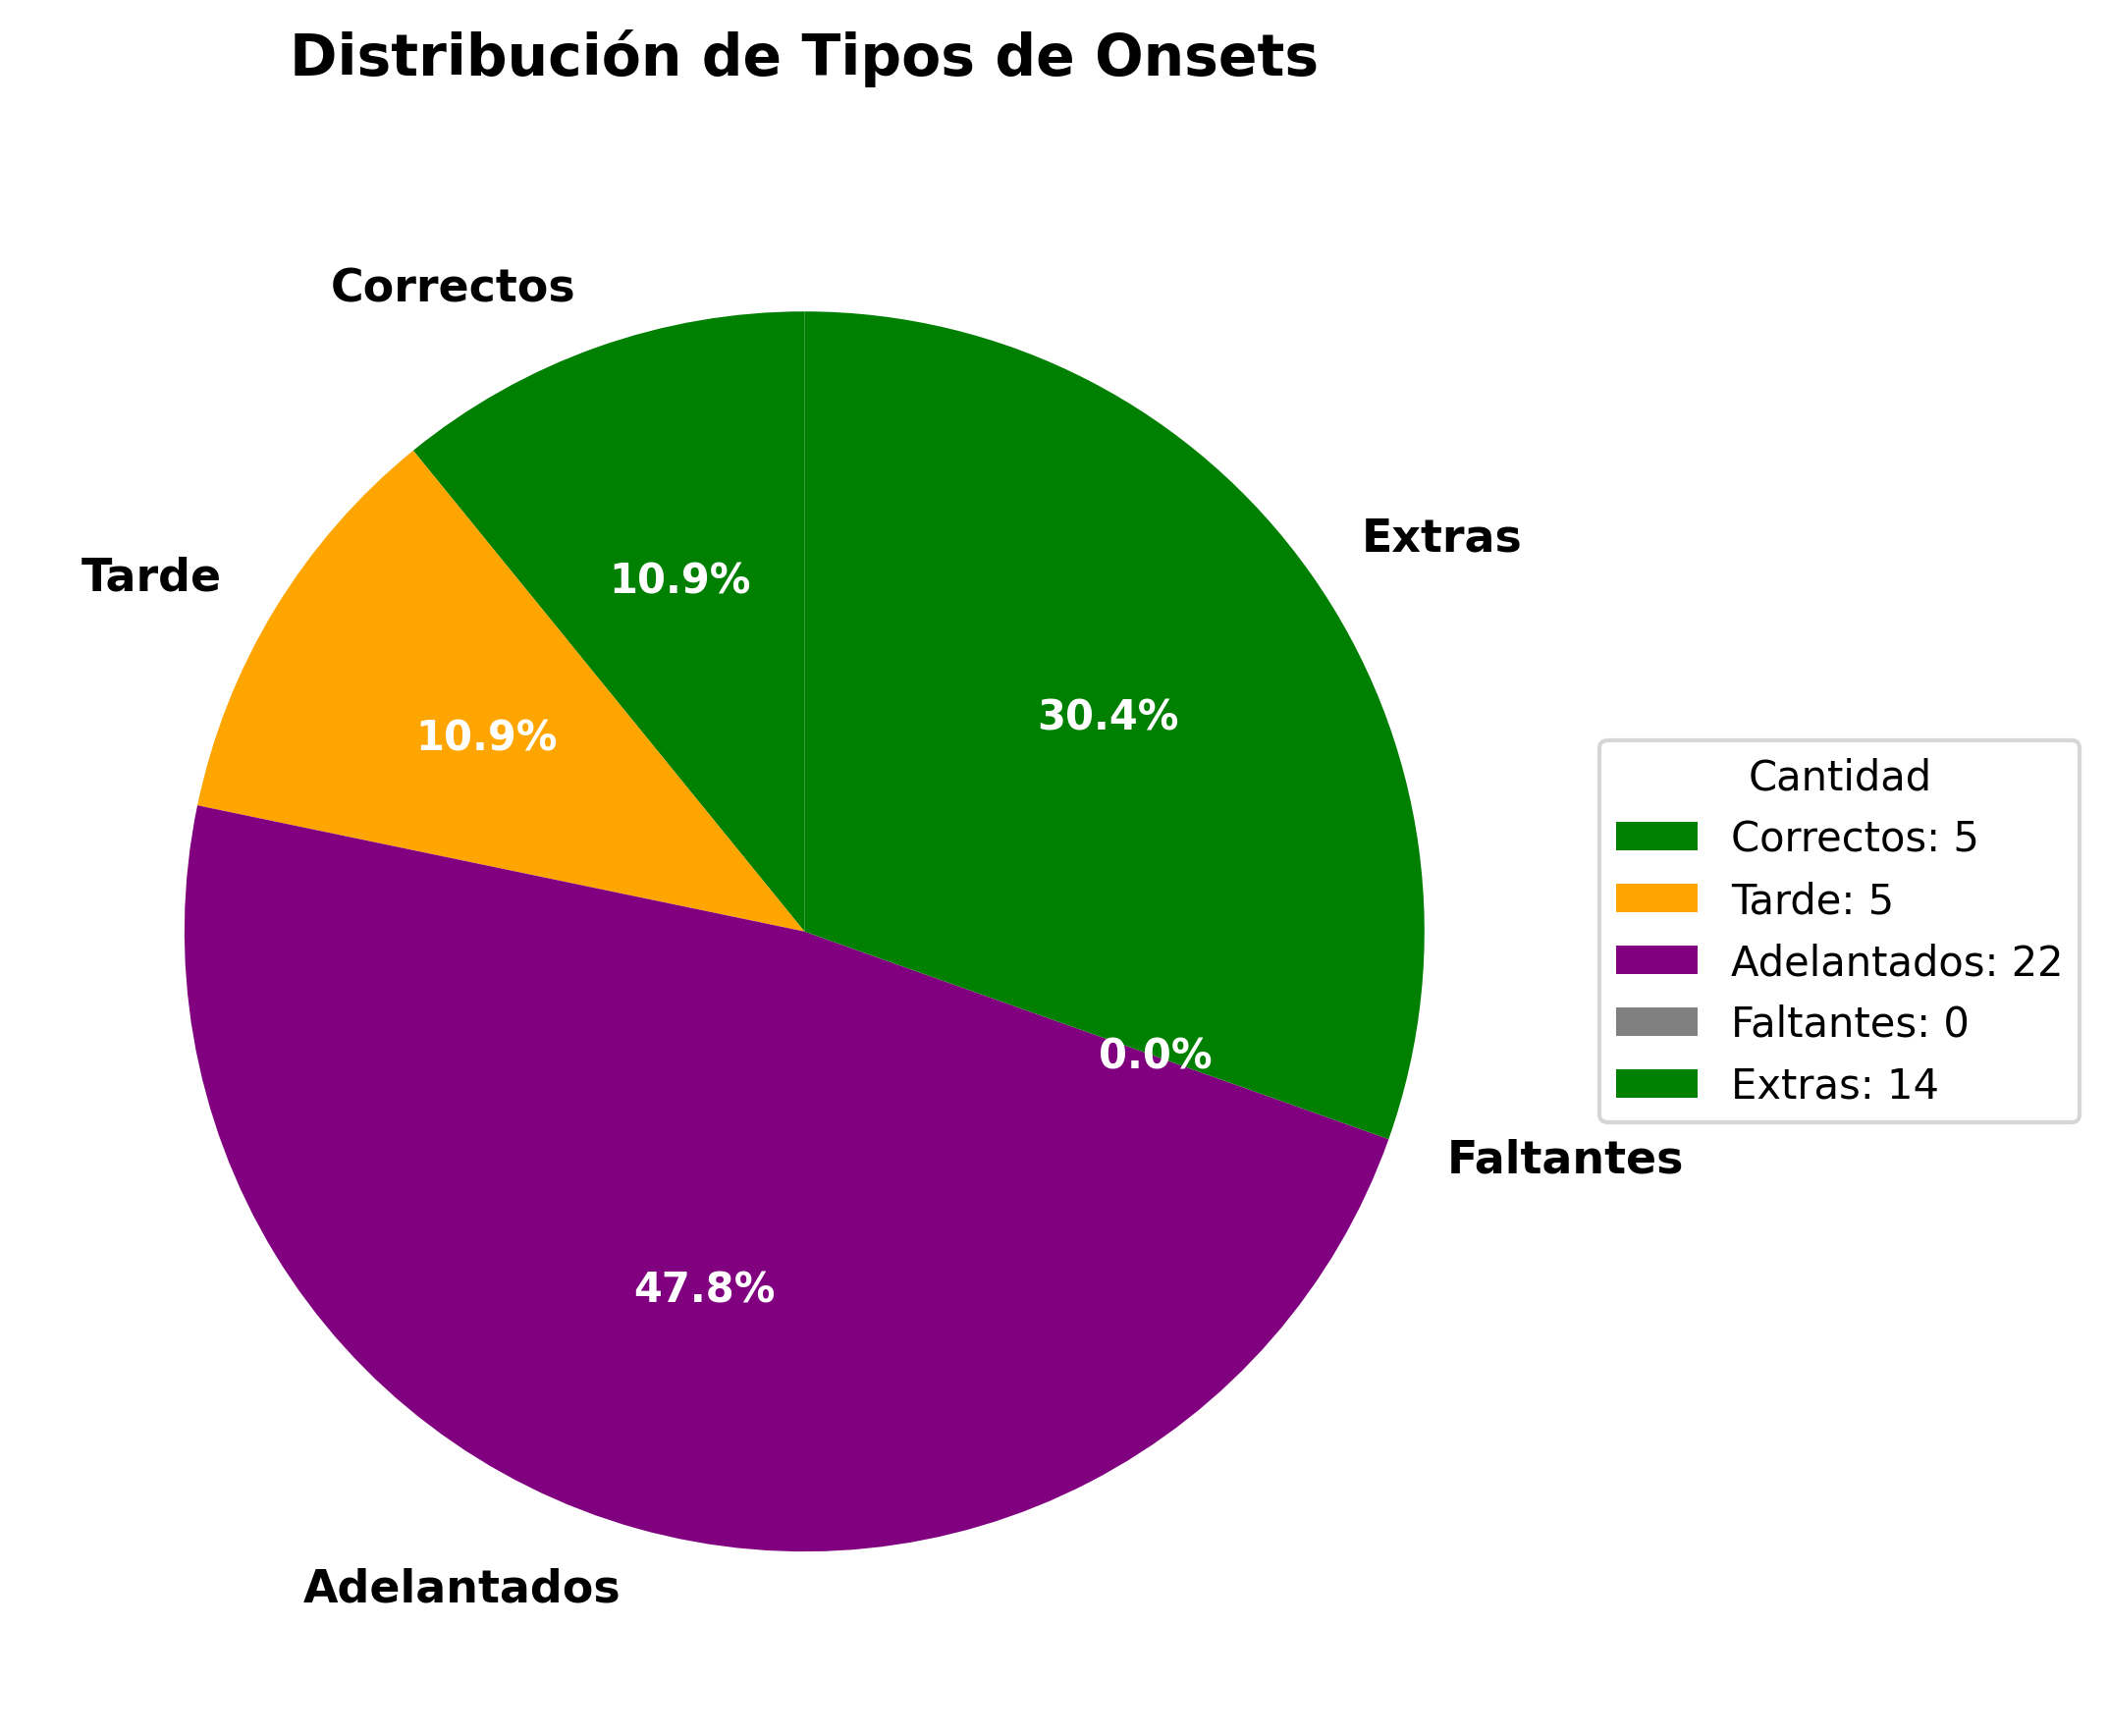 Distribución de Tipos de Onsets
Correctos
Extras
Tarde
10.9%
30.4%
10.9%
Cantidad
Correctos: 5
Tarde: 5
Adelantados: 22
Faltantes: 0
Extras: 14
0.0%
Faltantes
47.8%
Adelantados